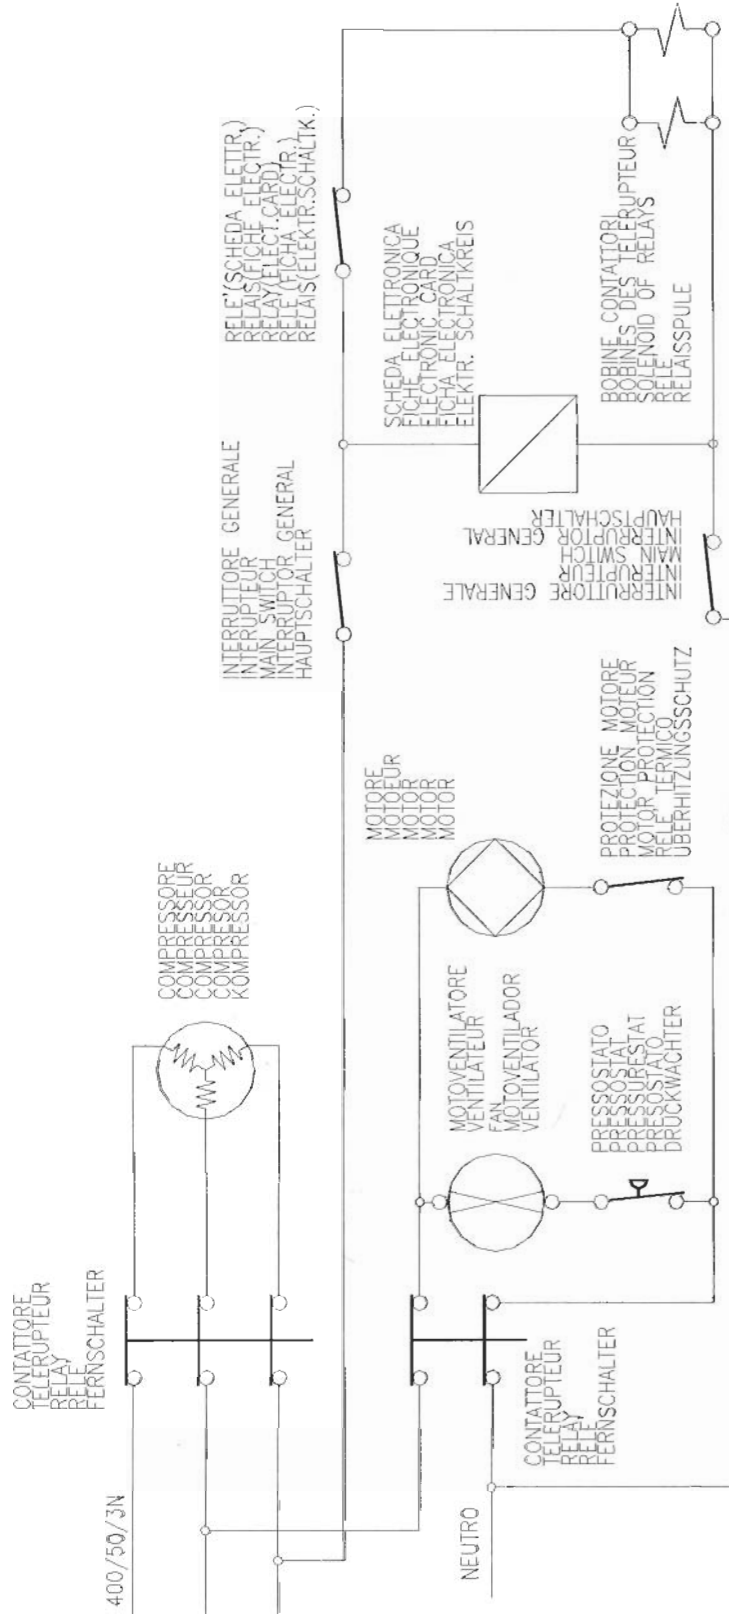 RELE'(SCHEDA ELETTR.)
RELAIS(FICHE ELECTR.)
RELAY(ELECT.CARD)
RELE'(FICHA ELECTR.)
RELAIS(ELEKTR.SCHALTK.)
SCHEDA ELETTRONICA
FICHE ELECTRONIQUE
ELECTRONIC CARD
FICHA ELECTRONICA
ELEKTR. SCHALTKREIS
BOBINE CONTATTORI
BOBINES DES TELERUPTEUR
SOLENOID OF RELAYS
RELE
RELAISSPULE
INTERRUTTORE GENERALE
INTERUPTEUR
MAIN SWITCH
INTERRUPTOR GENERAL
HAUPTSCHALTER
INTERRUTTORE GENERALE
INTERUPTEUR
MAIN SWITCH
INTERRUPTOR GENERAL
HAUPTSCHALTER
MOTORE
MOTOEUR
MOTOR
MOTOR
MOTOR
PROTEZIONE MOTORE
PROTECTION MOTEUR
MOTOR PROTECTION
RELE TERMICO
ÜBERHITZUNGSSCHUTZ
COMPRESSORE
COMPRESSEUR
COMPRESSOR
COMPRESOR
KOMPRESSOR
MOTOVENTILATORE
VENTILATEUR
FAN
MOTOVENTILADOR
VENTILATOR
PRESSOSTATO
PRESSOSTAT
PRESSURESTAT
PRESOSTATO
DRUCKWÄCHTER
CONTATTORE
TELERUPTEUR
RELAY
RELE
FERNSCHALTER
CONTATTORE
TELERUPTEUR
RELAY
RELE
FERNSCHALTER
400/50/3N
NEUTRO